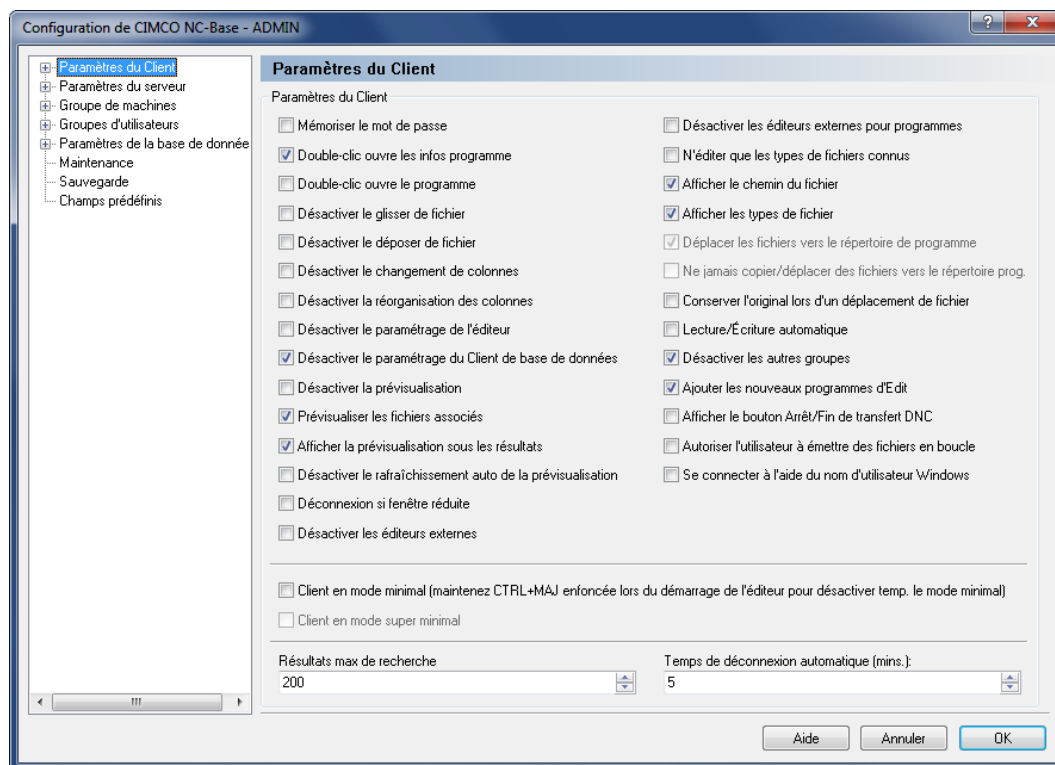 Configuration de CIMCO NC-Base - ADMIN
Paramètres du Client
Paramètres du serveur
Groupe de machines
Groupes d'utilisateurs
Paramètres de la base de donnée
Maintenance
Sauvegarde
Champs prédéfinis
Paramètres du Client
Paramètres du Client
Mémoriser le mot de passe
Double-clic ouvre les infos programme
Double-clic ouvre le programme
Désactiver le glisser de fichier
Désactiver le déposer de fichier
Désactiver le changement de colonnes
Désactiver la réorganisation des colonnes
Désactiver le paramétrage de l'éditeur
Désactiver le paramétrage du Client de base de données
Désactiver la prévisualisation
Prévisualiser les fichiers associés
Afficher la prévisualisation sous les résultats
Désactiver le rafraîchissement auto de la prévisualisation
Déconnexion si fenêtre réduite
Désactiver les éditeurs externes
Désactiver les éditeurs externes pour programmes
N'éditer que les types de fichiers connus
Afficher le chemin du fichier
Afficher les types de fichier
Déplacer les fichiers vers le répertoire de programme
Ne jamais copier/déplacer des fichiers vers le répertoire prog.
Conserver l'original lors d'un déplacement de fichier
Lecture/Écriture automatique
Désactiver les autres groupes
Ajouter les nouveaux programmes d'Edit
Afficher le bouton Arrêt/Fin de transfert DNC
Autoriser l'utilisateur à émettre des fichiers en boucle
Se connecter à l'aide du nom d'utilisateur Windows
Client en mode minimal (maintenez CTRL+MAJ enfoncée lors du démarrage de l'éditeur pour désactiver temp. le mode minimal)
Client en mode super minimal
Résultats max de recherche
200
Temps de déconnexion automatique (mins.):
5
Aide
Annuler
OK